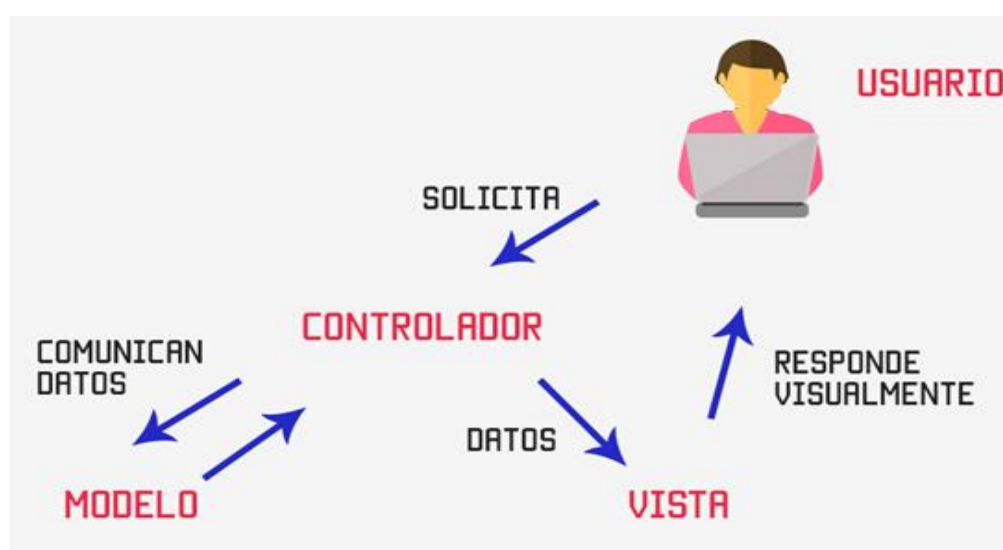 USUARIO
SOLICITA
CONTROLADOR
COMUNICAN
DATOS
RESPONDE
VISUALMENTE
DATOS
MODELO
VISTA